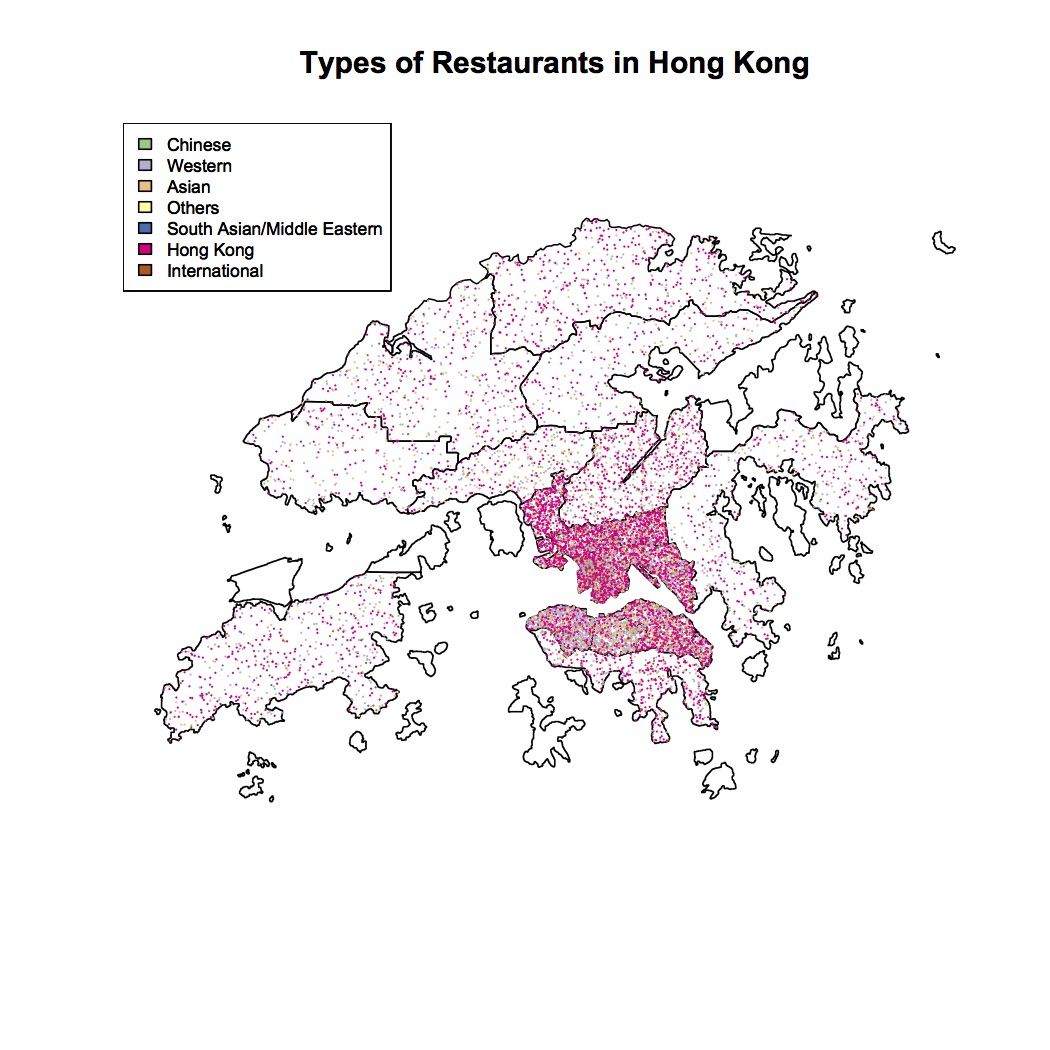 Types of Restaurants in Hong Kong
Chinese
Western
Asian
Others
South Asian/Middle Eastern
Hong Kong
International